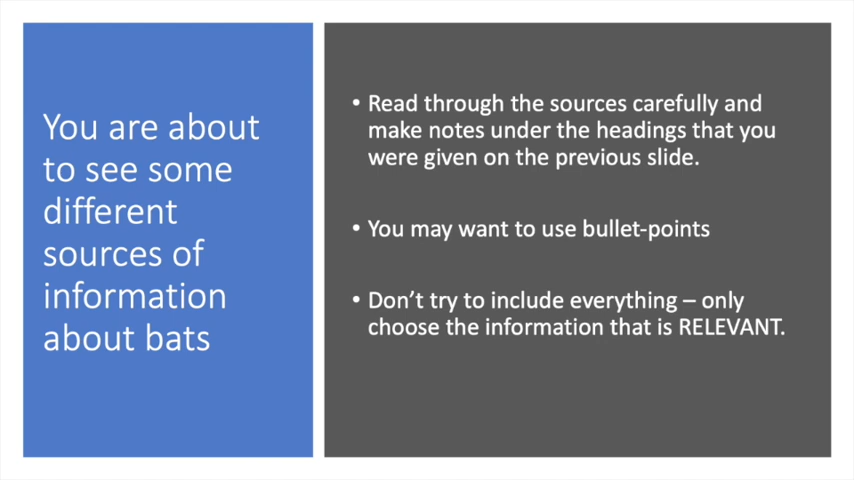 You are about
to see some
different
sources of
information
about bats
• Read through the sources carefully and
make notes under the headings that you
were given on the previous slide.
• You may want to use bullet-points
• Don’t try to include everything – only
choose the information that is RELEVANT.